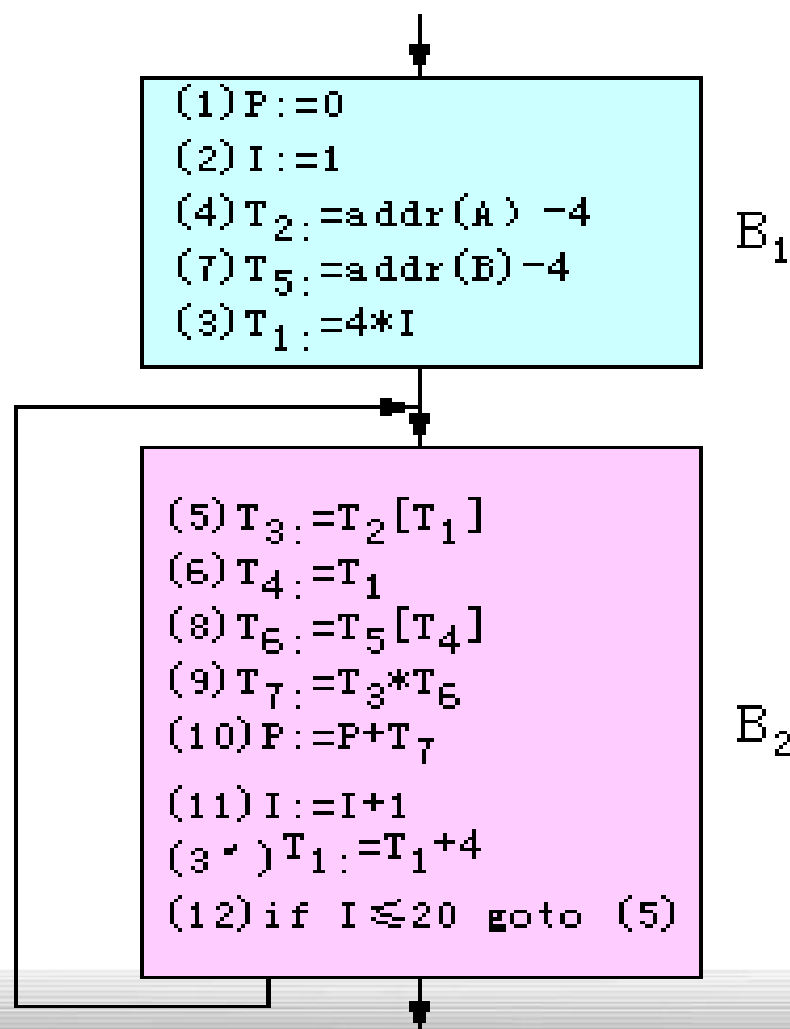 (1)P:=0
(2)I:=1
(4)T₂:=addr(A) -4
(7)T₅:=addr(B)-4
(3)T₁:=4*I
B₁
(5)T₃:=T₂[T₁]
(6)T₄:=T₁
(8)T₆:=T₅[T₄]
(9)T₇:=T₃*T₆
(10)P:=P+T₇
(11)I:=I+1
(3′)T₁:=T₁+4
(12)if I≤20 goto (5)
B₂